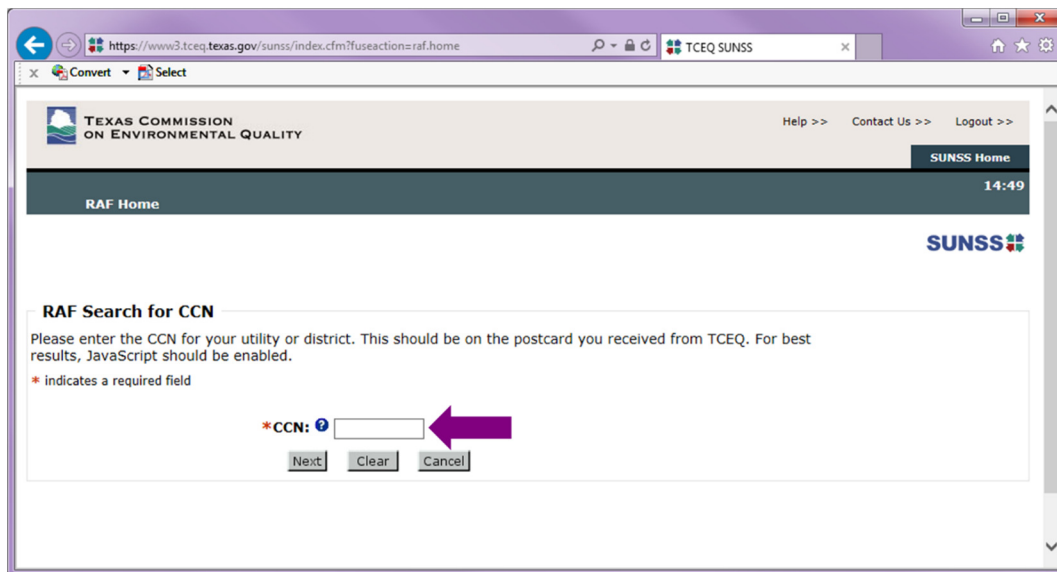 https://www3.tceq.texas.gov/sunss/index.cfm?fuseaction=raf.home
TCEQ SUNSS
x Convert Select
TEXAS COMMISSION
ON ENVIRONMENTAL QUALITY
Help >> Contact Us >> Logout >>
SUNSS Home
14:49
RAF Home
SUNSS
RAF Search for CCN
Please enter the CCN for your utility or district. This should be on the postcard you received from TCEQ. For best
results, JavaScript should be enabled.
* indicates a required field
*CCN: ?
Next Clear Cancel